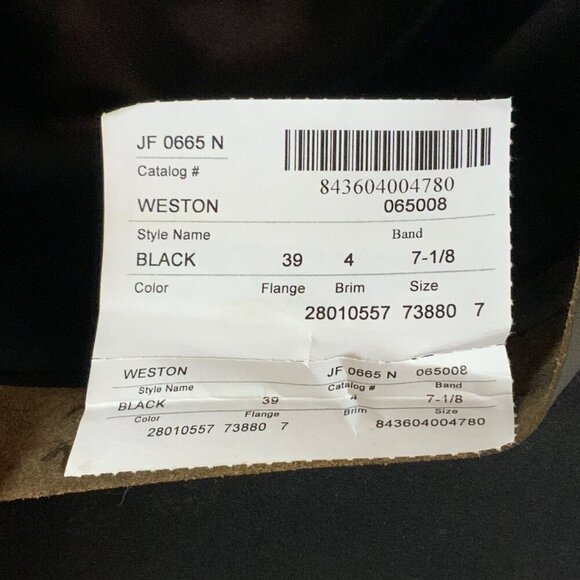 JF 0665 N
Catalog #
843604004780
WESTON 065008
Style Name Band
BLACK 39 4 7-1/8
Color Flange Brim Size
28010557 73880 7
WESTON JF 0665 N 065008
Style Name Catalog # Band
BLACK 39 4 7-1/8
Color Flange Brim Size
28010557 73880 7 843604004780